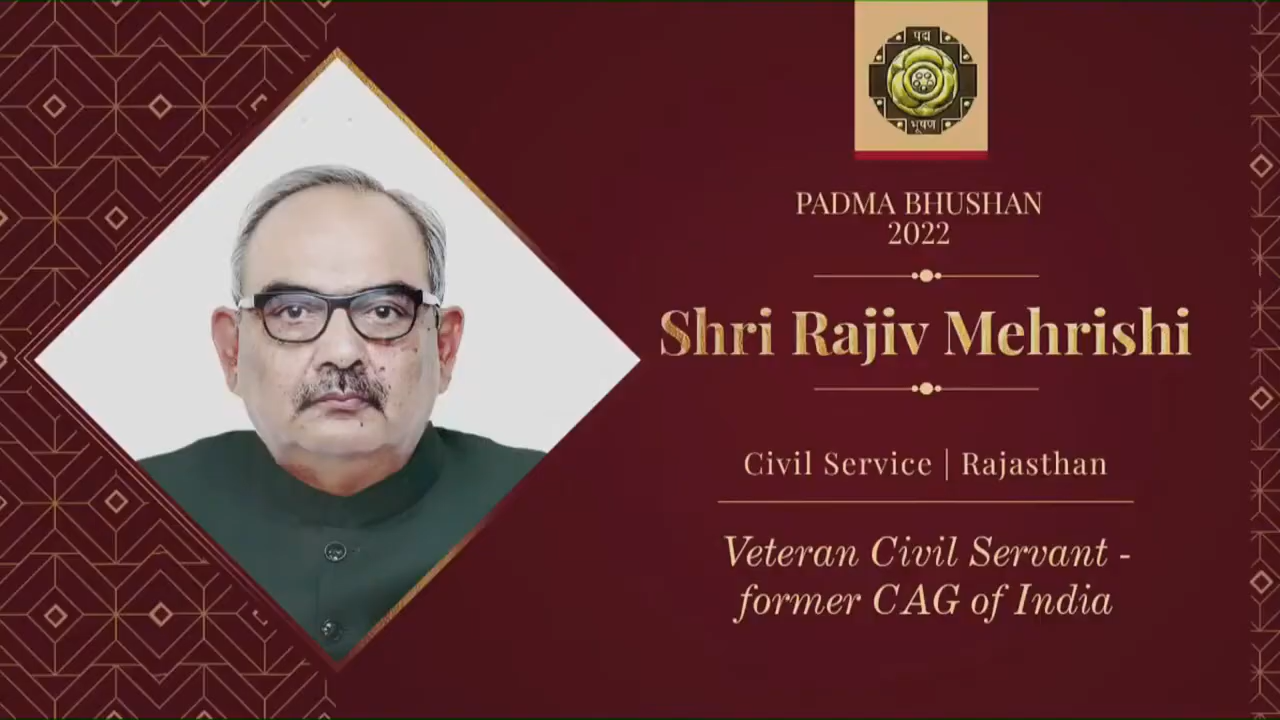 पद्म
भूषण
PADMA BHUSHAN
2022
Shri Rajiv Mehrishi
Civil Service | Rajasthan
Veteran Civil Servant -
former CAG of India